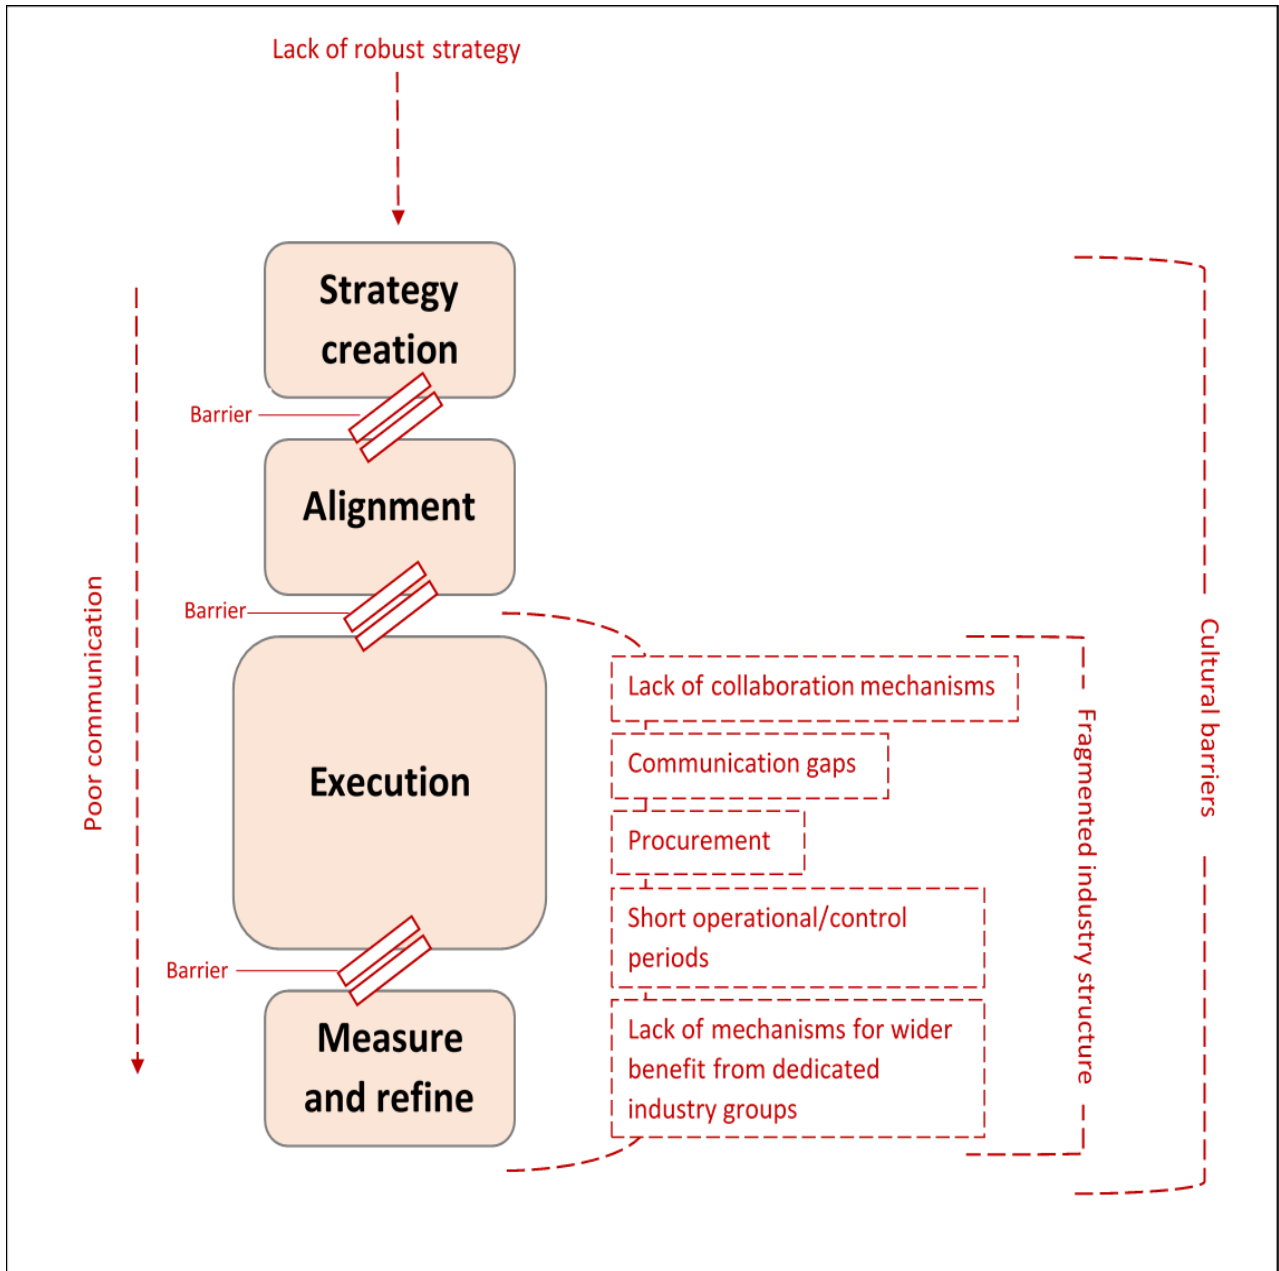 Lack of robust strategy
Strategy
creation
Barrier
Alignment
Barrier
Poor communication
Execution
Lack of collaboration mechanisms
Communication gaps
Procurement
Short operational/control
periods
Lack of mechanisms for wider
benefit from dedicated
industry groups
Fragmented industry structure
Cultural barriers
Barrier
Measure
and refine